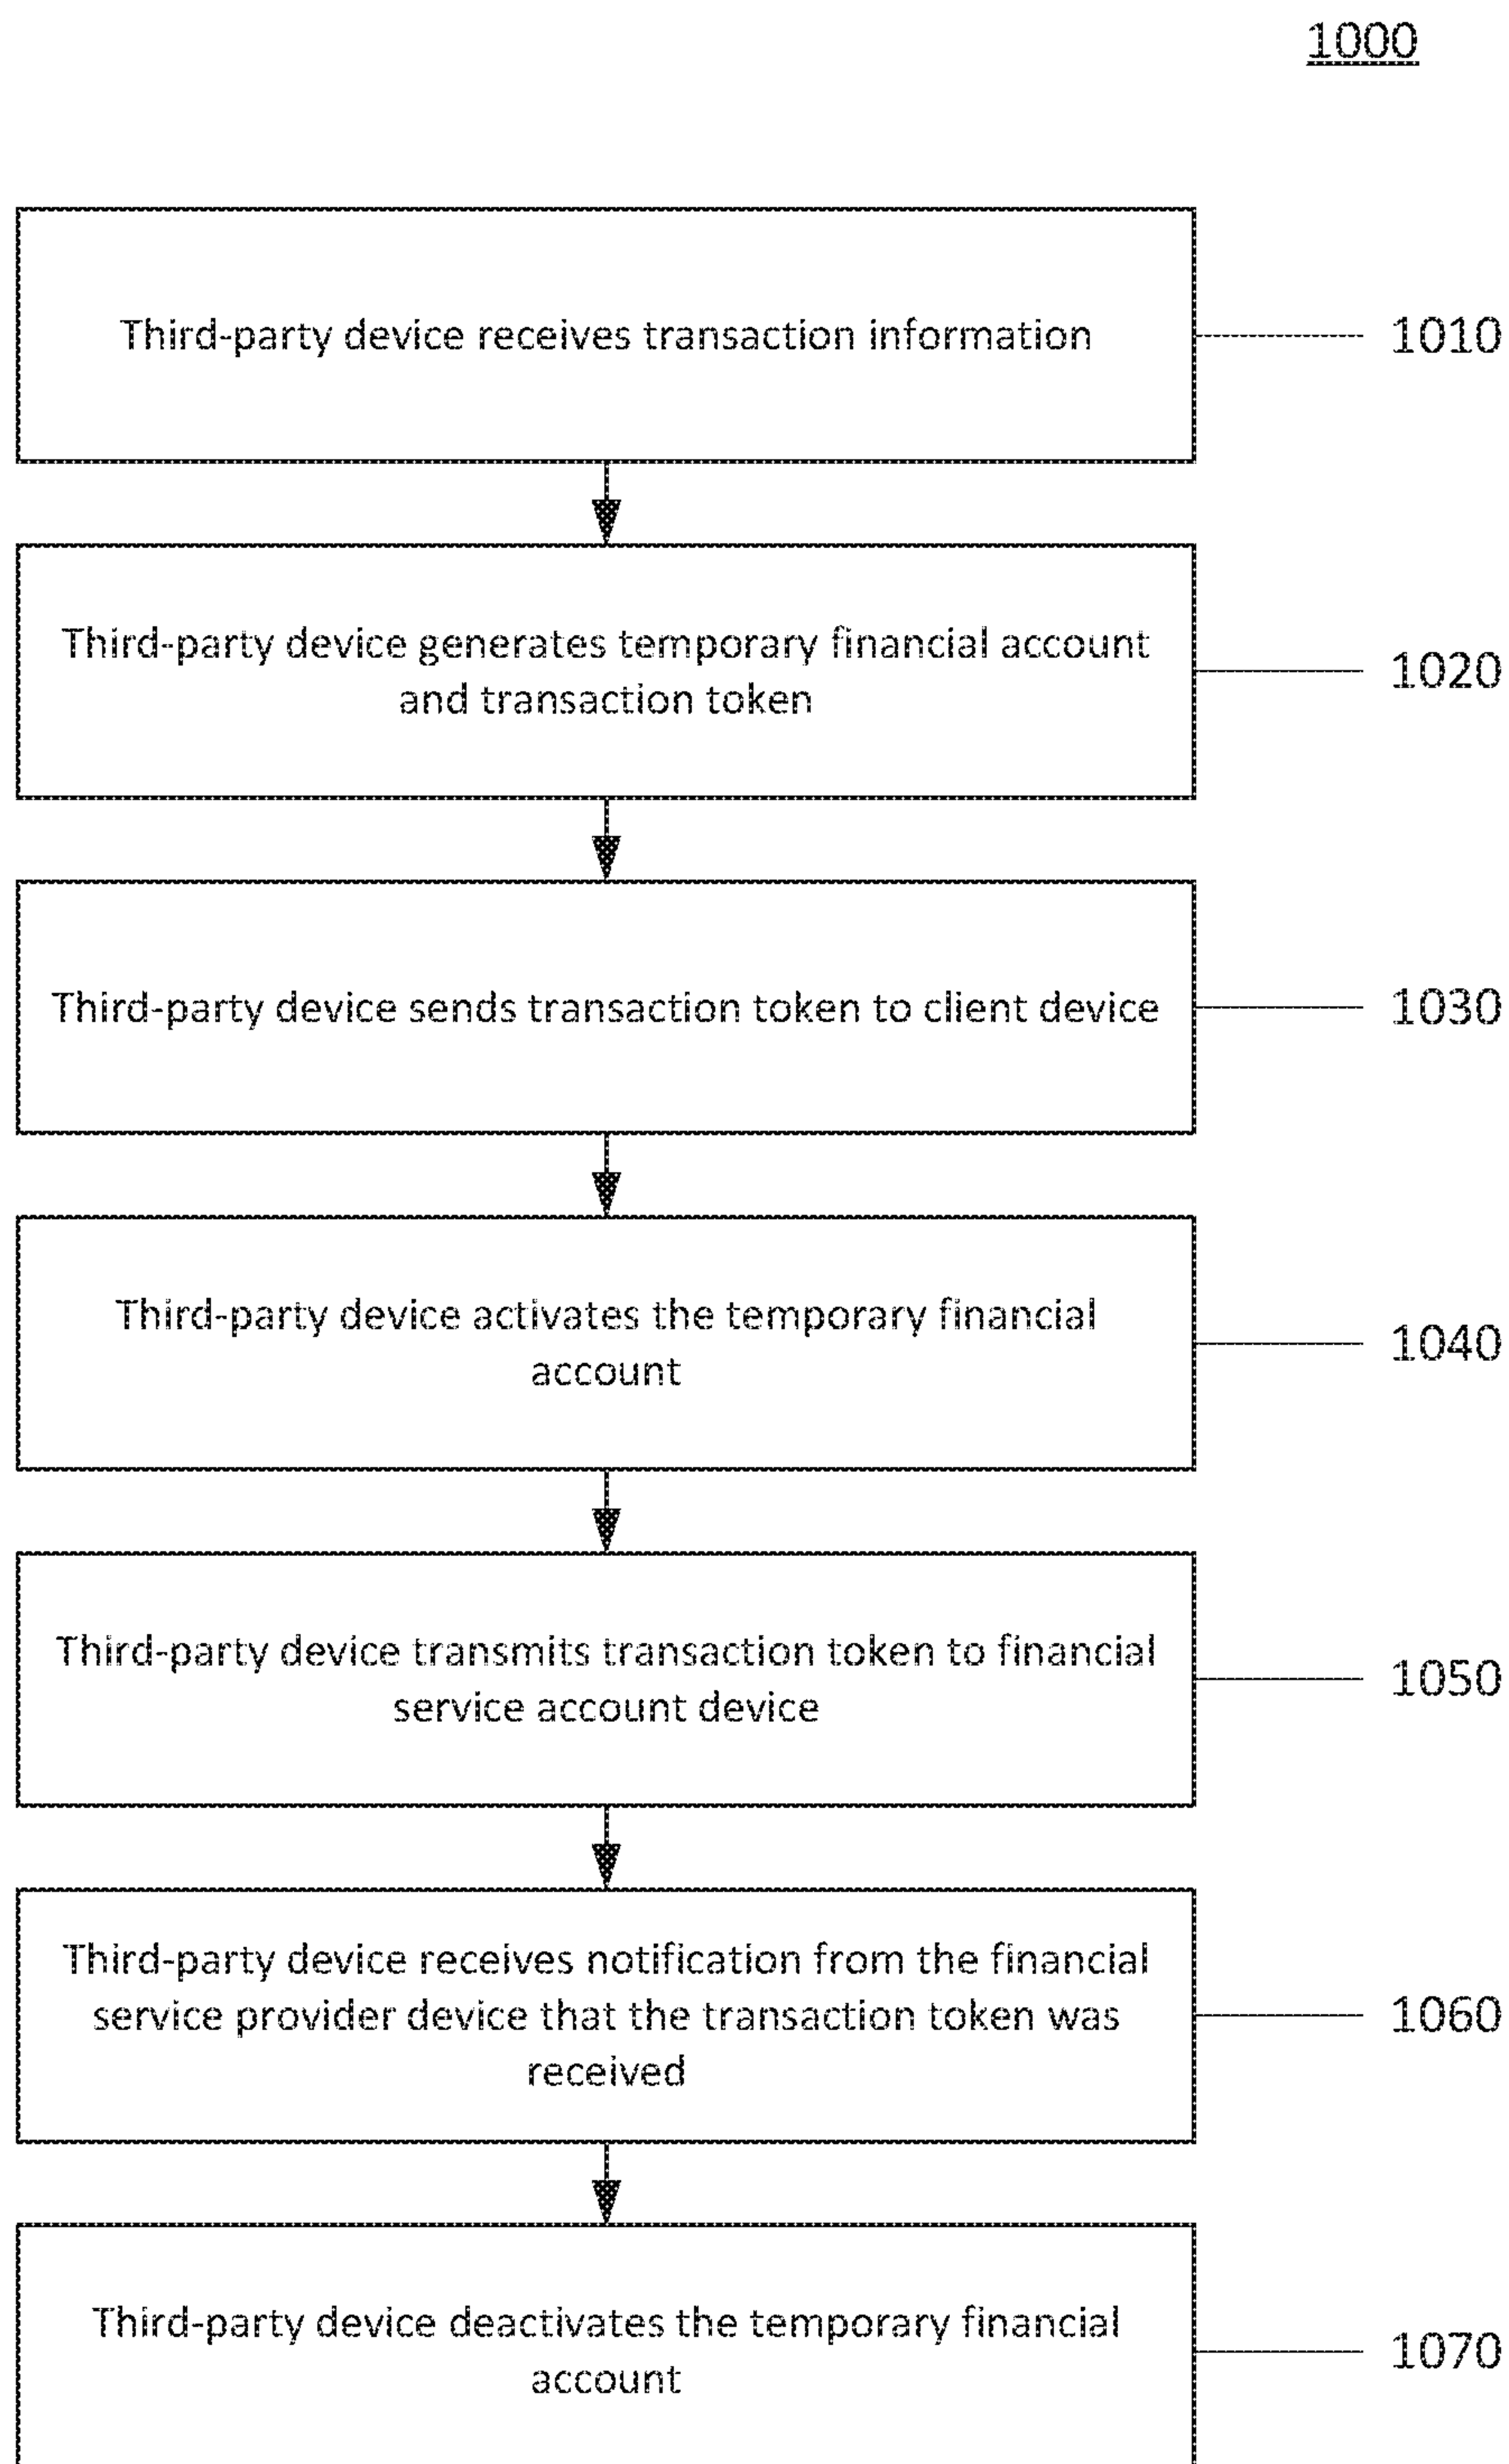 1000
Third-party device receives transaction information
1010
Third-party device generates temporary financial account
and transaction token
1020
Third-party device sends transaction token to client device
1030
Third-party device activates the temporary financial
account
1040
Third-party device transmits transaction token to financial
service account device
1050
Third-party device receives notification from the financial
service provider device that the transaction token was
received
1060
Third-party device deactivates the temporary financial
account
1070